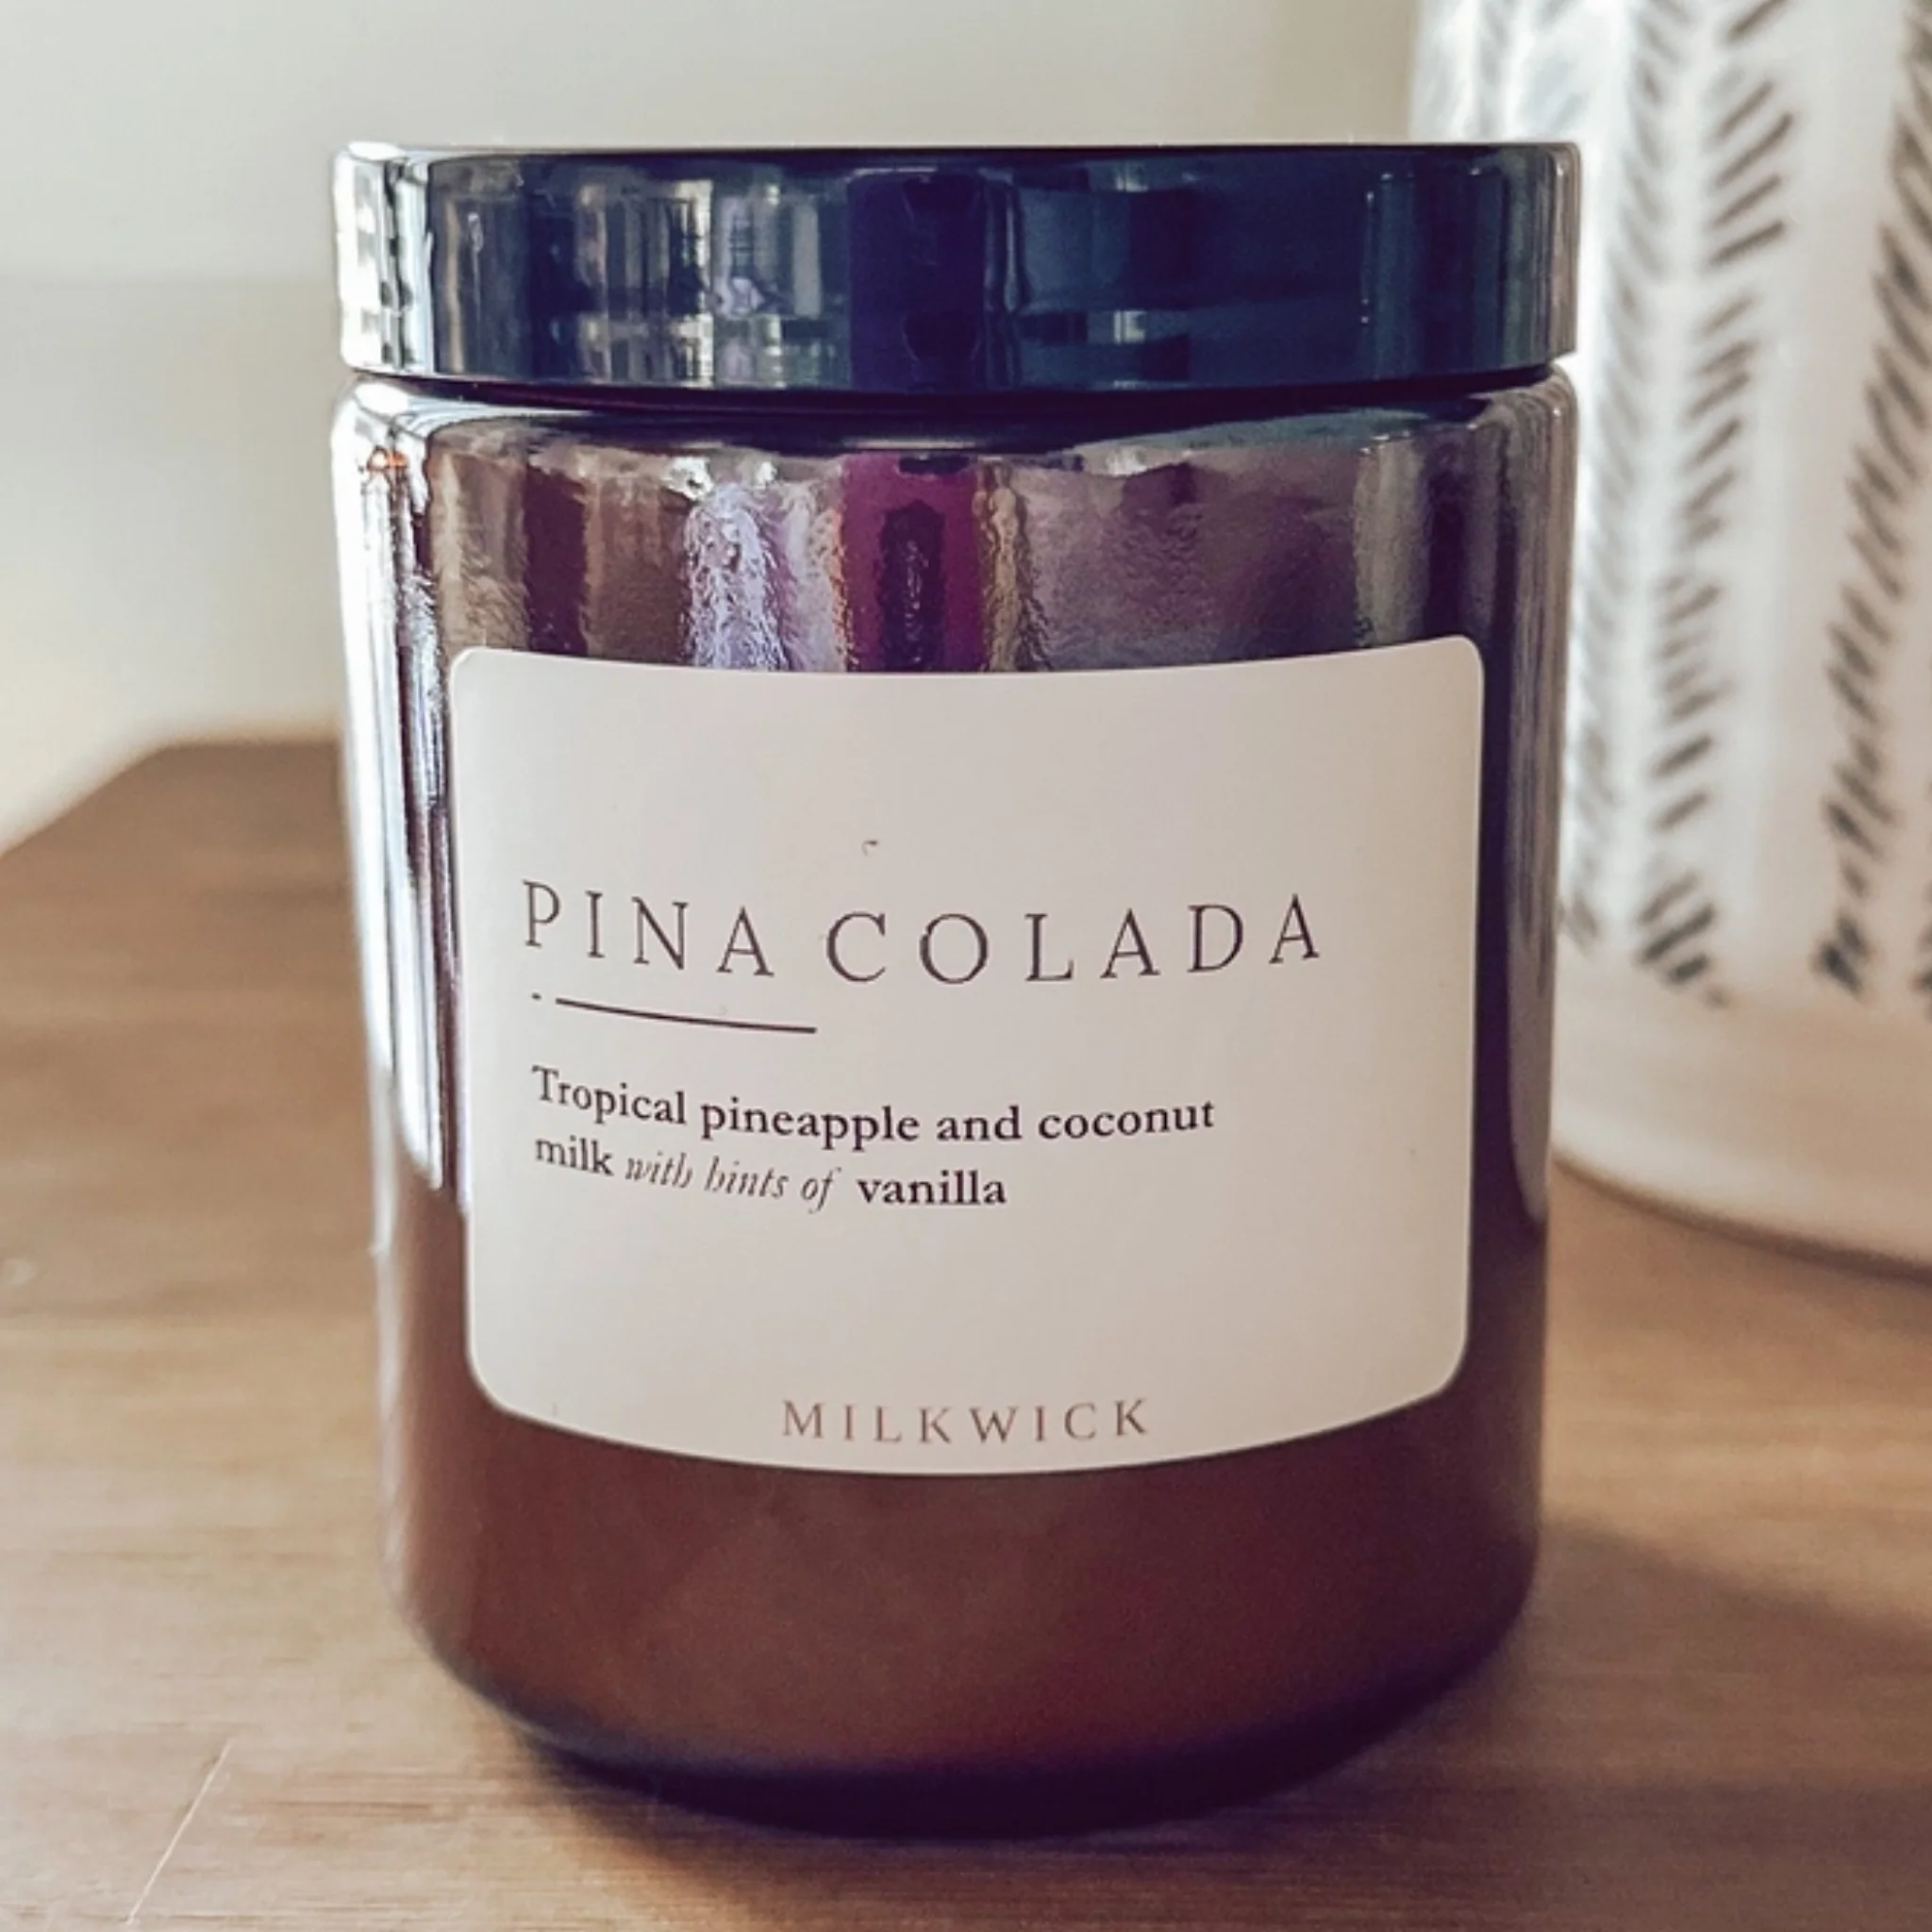 PINA COLADA
Tropical pineapple and coconut
milk with hints of vanilla
MILKWICK